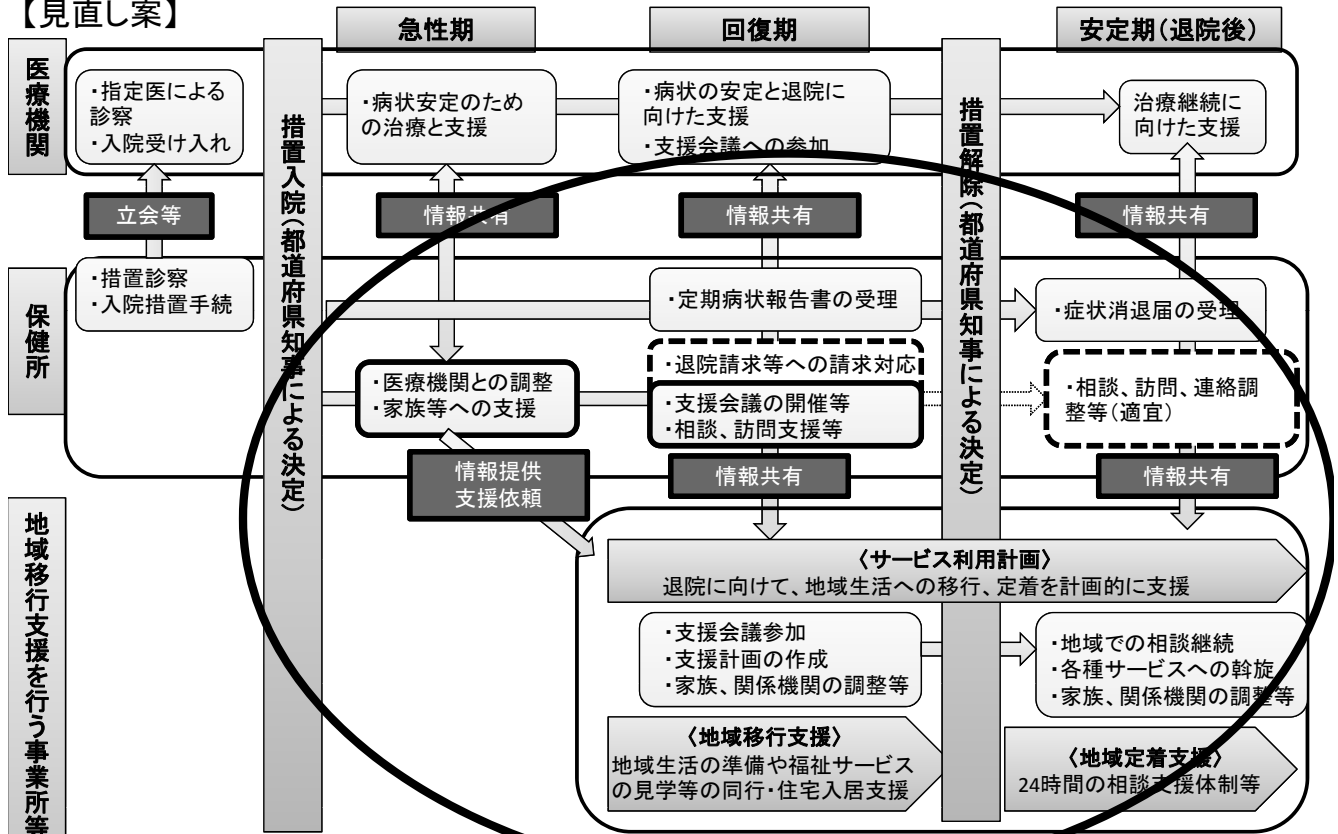 【見直し案】
急性期
回復期
安定期(退院後)
医療機関
・指定医による
診察
・入院受け入れ
措置入院(都道府県知事による決定)
・病状安定のため
の治療と支援
・病状の安定と退院に
向けた支援
・支援会議への参加
措置解除(都道府県知事による決定)
治療継続に
向けた支援
立会等
情報共有
情報共有
情報共有
保健所
・措置診察
・入院措置手続
・定期病状報告書の受理
・症状消退届の受理
・医療機関との調整
・家族等への支援
・退院請求等への請求対応
・支援会議の開催等
・相談、訪問支援等
・相談、訪問、連絡調
整等(適宜)
情報提供
支援依頼
情報共有
情報共有
地域移行支援を行う事業所等
〈サービス利用計画〉
退院に向けて、地域生活への移行、定着を計画的に支援
・支援会議参加
・支援計画の作成
・家族、関係機関の調整等
・地域での相談継続
・各種サービスへの斡旋
・家族、関係機関の調整等
〈地域移行支援〉
地域生活の準備や福祉サービス
の見学等の同行・住宅入居支援
〈地域定着支援〉
24時間の相談支援体制等